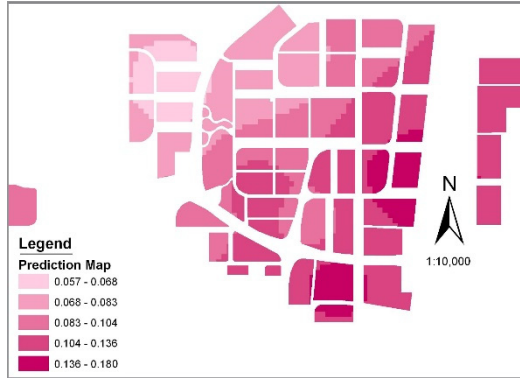 N
1:10,000
Legend
Prediction Map
0.057 - 0.068
0.068 - 0.083
0.083 - 0.104
0.104 - 0.136
0.136 - 0.180